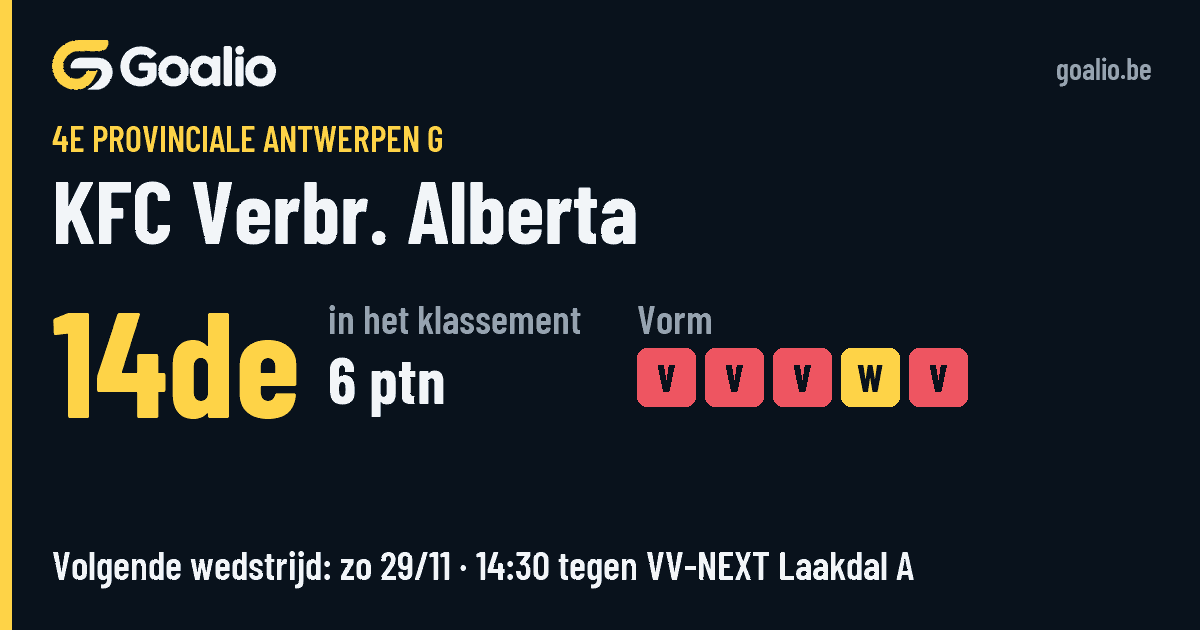 Goalio
goalio.be
4E PROVINCIALE ANTWERPEN G
KFC Verbr. Alberta
14de
in het klassement
6 ptn
Vorm
V V V W V
Volgende wedstrijd: zo 29/11 · 14:30 tegen VV-NEXT Laakdal A